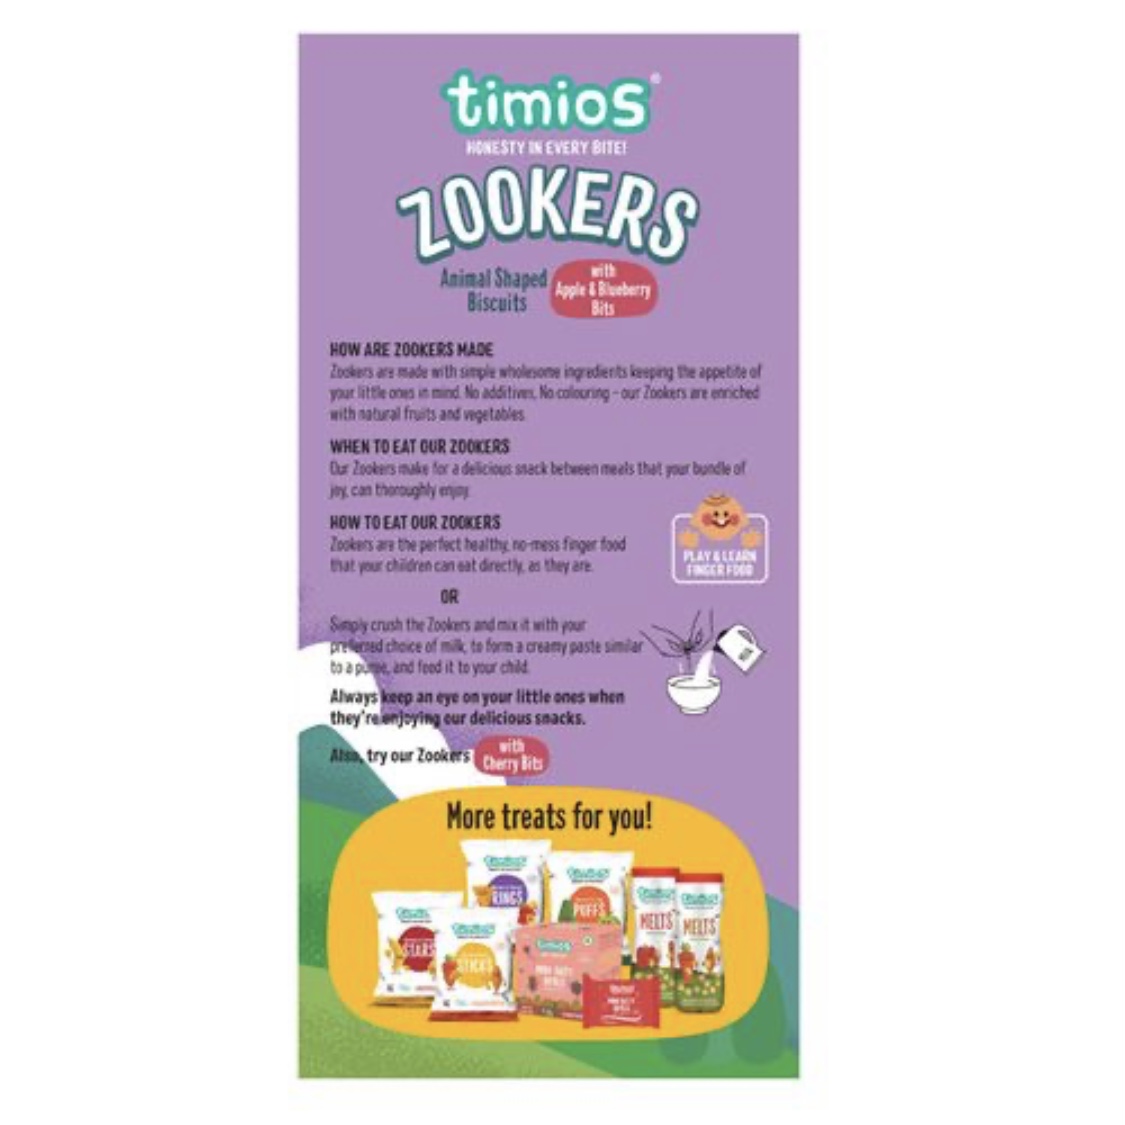 timios®
HONESTY IN EVERY BITE!
ZOOKERS
Animal Shaped
Biscuits
with
Apple & Blueberry
Bits
HOW ARE ZOOKERS MADE
Zookers are made with simple wholesome ingredients keeping the appetite of
your little ones in mind. No additives, No colouring – our Zookers are enriched
with natural fruits and vegetables.
WHEN TO EAT OUR ZOOKERS
Our Zookers make for a delicious snack between meals that your bundle of
joy, can thoroughly enjoy.
HOW TO EAT OUR ZOOKERS
Zookers are the perfect healthy, no-mess finger food
that your children can eat directly, as they are.
PLAY & LEARN
FINGER FOOD
OR
Simply crush the Zookers and mix it with your
preferred choice of milk, to form a creamy paste similar
to a puree, and feed it to your child.
MILK
Always keep an eye on your little ones when
they're enjoying our delicious snacks.
Also, try our Zookers
with
Cherry Bits
More treats for you!
timios
RINGS
timios
PUFFS
timios
MELTS
timios
MELTS
timios
STARS
timios
STICKS
timios